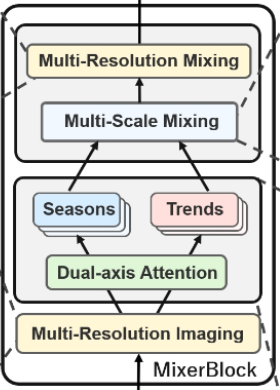 Multi-Resolution Mixing
Multi-Scale Mixing
Seasons
Trends
Dual-axis Attention
Multi-Resolution Imaging
MixerBlock